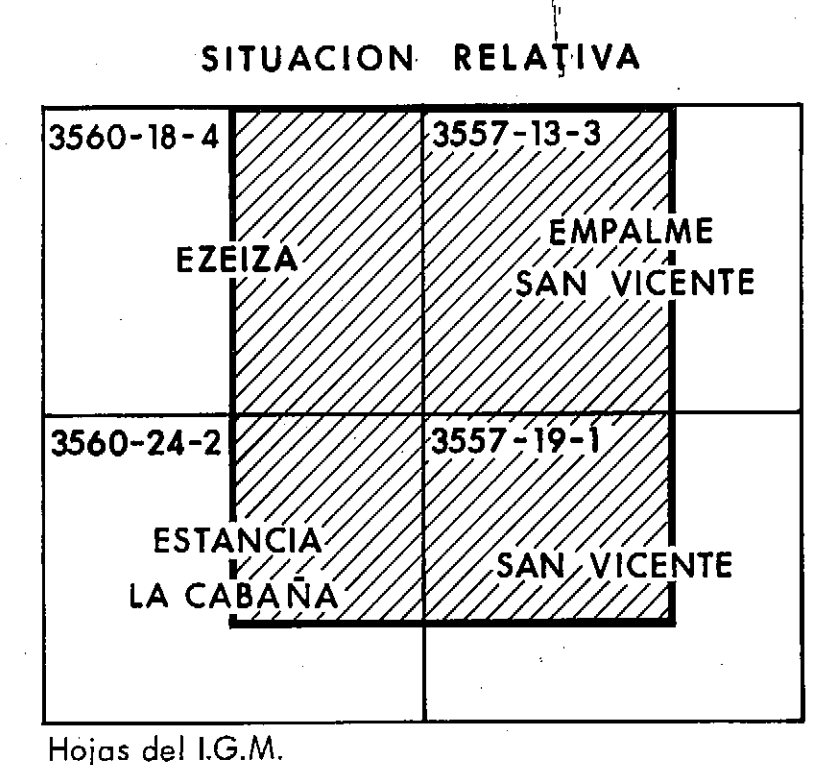 SITUACION RELATIVA
3560-18-4
3557-13-3
EZEIZA
EMPALME
SAN VICENTE
3560-24-2
3557-19-1
ESTANCIA
LA CABAÑA
SAN VICENTE
Hojas del I.G.M.